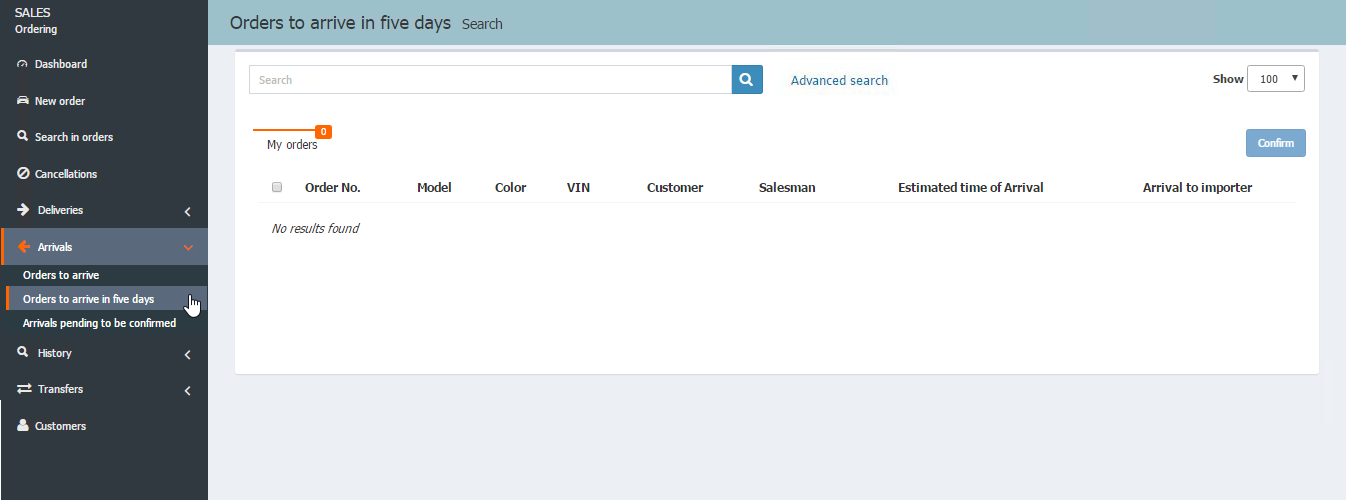 SALES
Ordering
Dashboard
New order
Search in orders
Cancellations
Deliveries
Arrivals
Orders to arrive
Orders to arrive in five days
Arrivals pending to be confirmed
History
Transfers
Customers
Orders to arrive in five days Search
Search
Advanced search
Show 100
0
My orders
Confirm
Order No. Model Color VIN Customer Salesman Estimated time of Arrival Arrival to importer
No results found